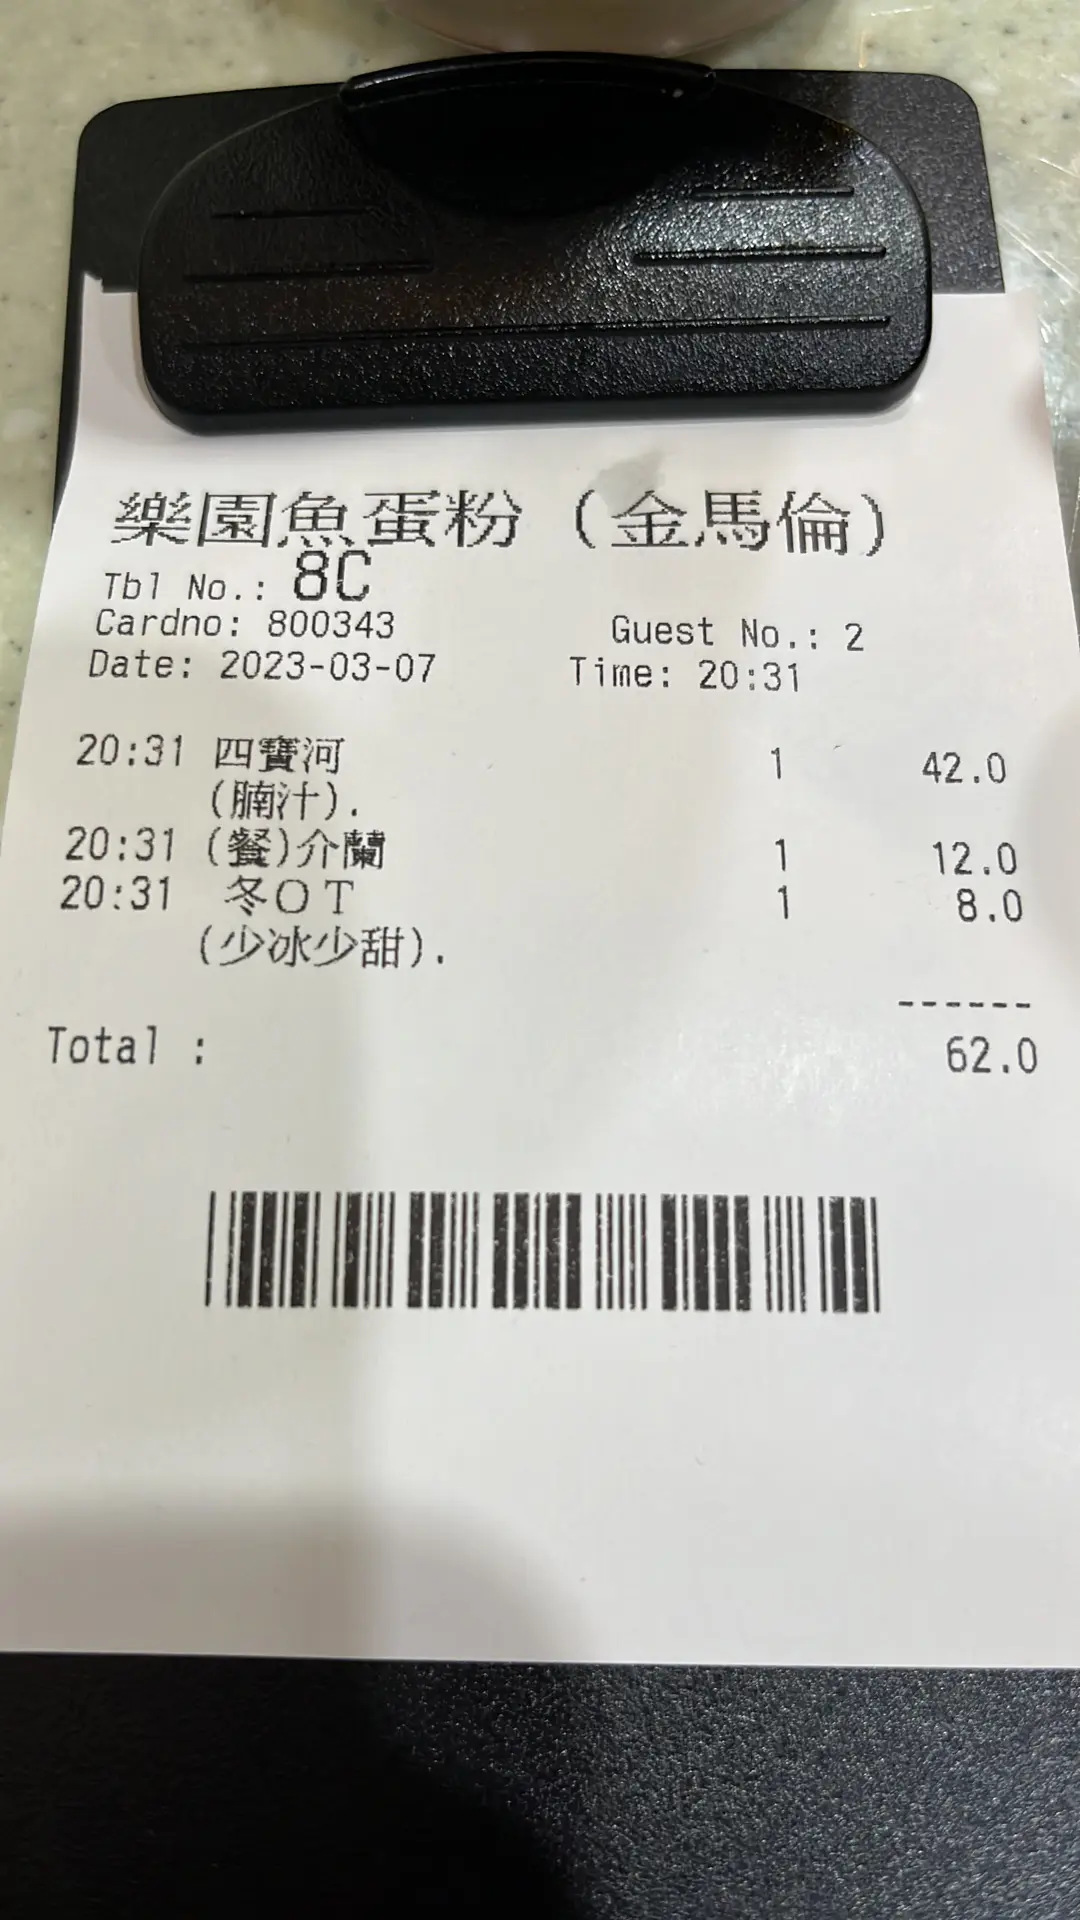 樂園魚蛋粉（金馬倫）
Tbl No.: 8C
Cardno: 800343 Guest No.: 2
Date: 2023-03-07 Time: 20:31
20:31 四寶河 1 42.0
(腩汁).
20:31 (餐)介蘭 1 12.0
20:31 冬ＯＴ 1 8.0
(少冰少甜).
------
Total : 62.0